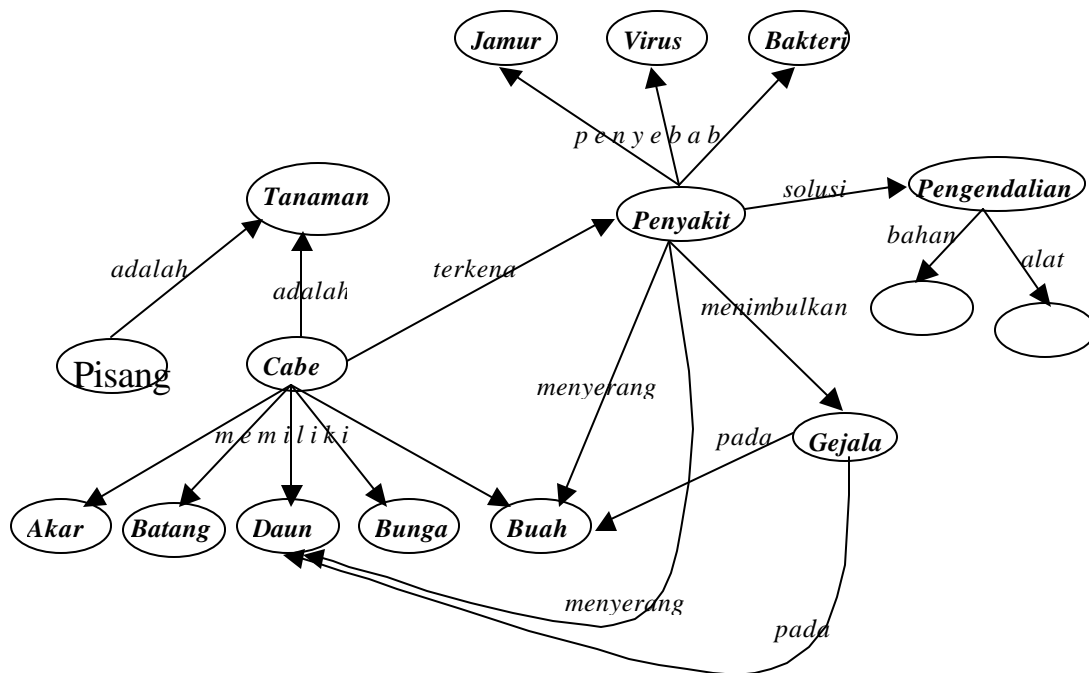 Jamur Virus Bakteri
penyebab
Tanaman solusi Pengendalian
Penyakit
bahan
adalah terkena alat
adalah menimbulkan
Pisang Cabe
menyerang
memiliki pada Gejala
Akar Batang Daun Bunga Buah
menyerang
pada